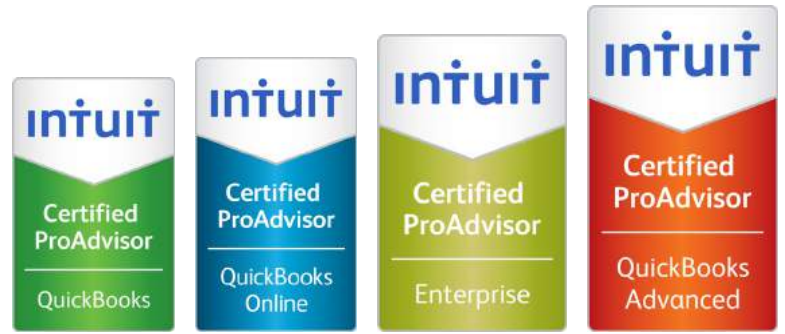 intuit
Certified
ProAdvisor
QuickBooks
intuit
Certified
ProAdvisor
QuickBooks
Online
intuit
Certified
ProAdvisor
Enterprise
intuit
Certified
ProAdvisor
QuickBooks
Advanced